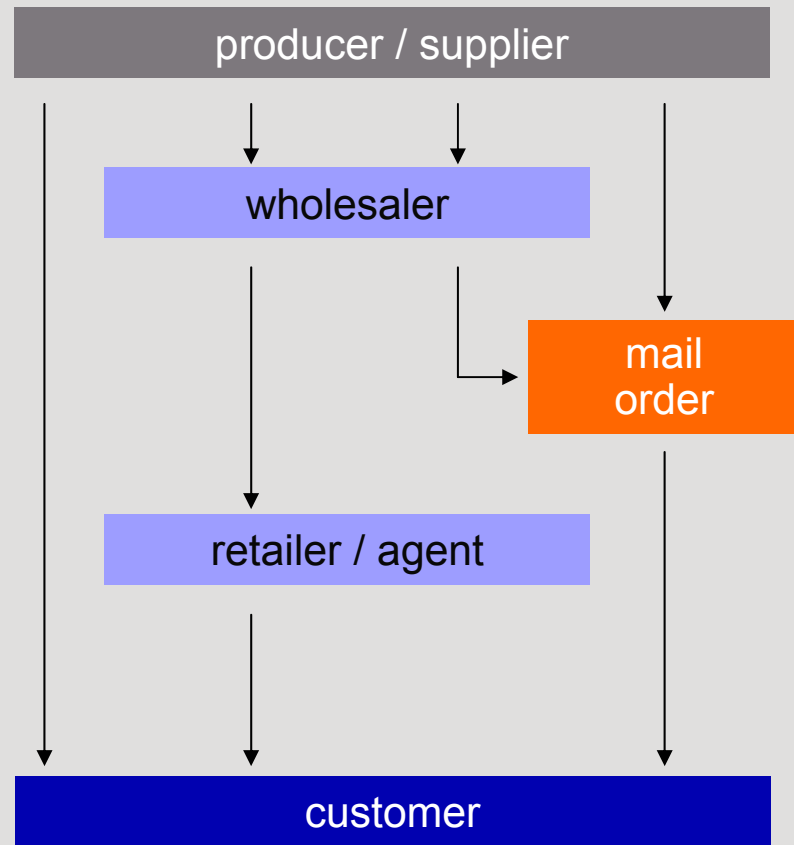 producer / supplier
wholesaler
mail
order
retailer / agent
customer